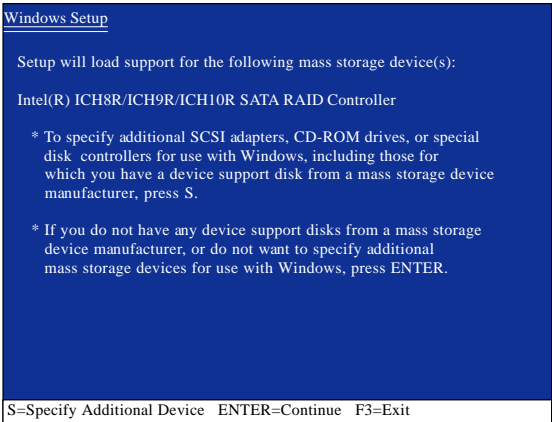 Windows Setup
Setup will load support for the following mass storage device(s):
Intel(R) ICH8R/ICH9R/ICH10R SATA RAID Controller
* To specify additional SCSI adapters, CD-ROM drives, or special
disk controllers for use with Windows, including those for
which you have a device support disk from a mass storage device
manufacturer, press S.
* If you do not have any device support disks from a mass storage
device manufacturer, or do not want to specify additional
mass storage devices for use with Windows, press ENTER.
S=Specify Additional Device ENTER=Continue F3=Exit